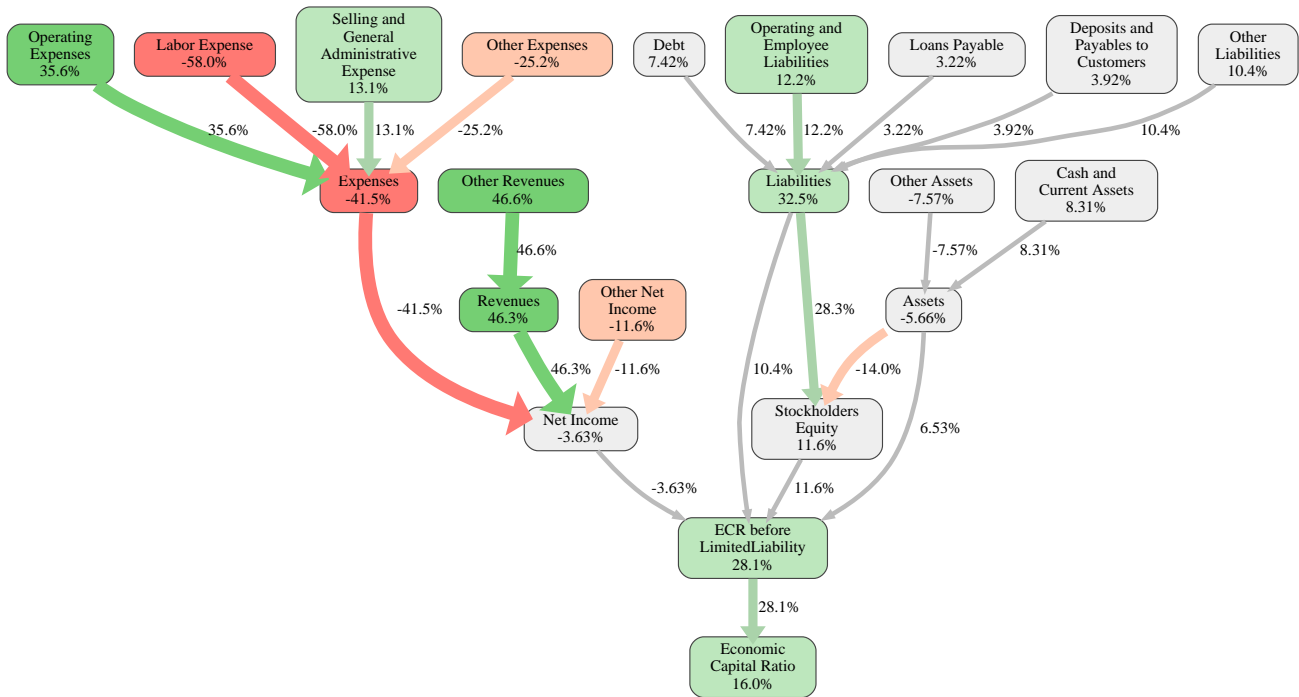 Operating
Expenses
35.6%
Labor Expense
-58.0%
Selling and
General
Administrative
Expense
13.1%
Other Expenses
-25.2%
Debt
7.42%
Operating and
Employee
Liabilities
12.2%
Loans Payable
3.22%
Deposits and
Payables to
Customers
3.92%
Other
Liabilities
10.4%
35.6%
-58.0%
13.1%
-25.2%
7.42%
12.2%
3.22%
3.92%
10.4%
Expenses
-41.5%
Other Revenues
46.6%
Liabilities
32.5%
Other Assets
-7.57%
Cash and
Current Assets
8.31%
46.6%
-7.57%
8.31%
-41.5%
Revenues
46.3%
Other Net
Income
-11.6%
28.3%
Assets
-5.66%
46.3%
-11.6%
10.4%
-14.0%
Net Income
-3.63%
Stockholders
Equity
11.6%
6.53%
-3.63%
11.6%
ECR before
LimitedLiability
28.1%
28.1%
Economic
Capital Ratio
16.0%